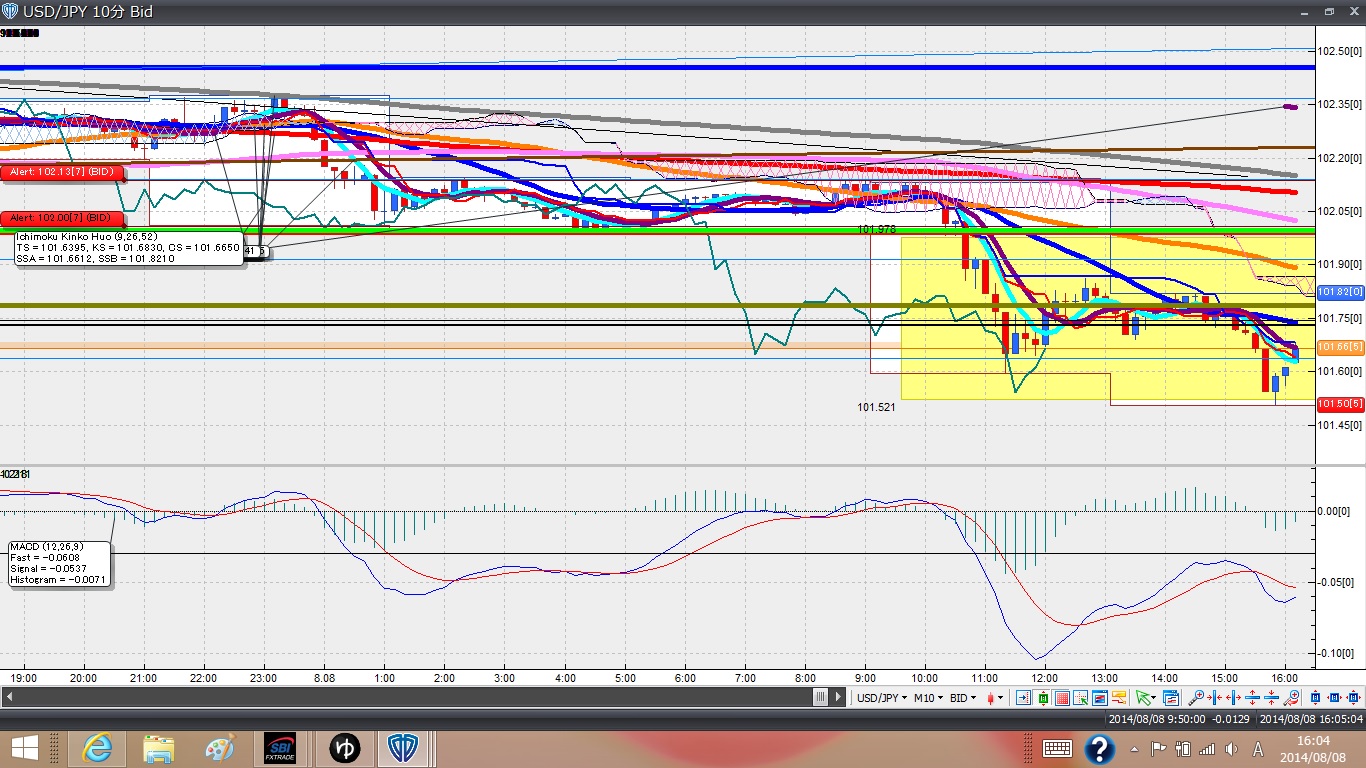 USD/JPY 10分 Bid
102.50[0]
102.35[0]
102.20[0]
102.05[0]
101.90[0]
101.82[0]
101.75[0]
101.66[5]
101.60[0]
101.50[5]
101.45[0]
Alert: 102.13[7] (BID)
Alert: 102.00[7] (BID)
Ichimoku Kinko Huo (9,26,52)
TS = 101.6395, KS = 101.6830, CS = 101.6650
SSA = 101.6612, SSB = 101.8210
101.978
101.521
MACD (12,26,9)
Fast = -0.0608
Signal = -0.0537
Histogram = -0.0071
0.00[0]
-0.05[0]
-0.10[0]
19:00 20:00 21:00 22:00 23:00 8.08 1:00 2:00 3:00 4:00 5:00 6:00 7:00 8:00 9:00 10:00 11:00 12:00 13:00 14:00 15:00 16:00
USD/JPY M10 BID
2014/08/08 9:50:00 -0.0129 2014/08/08 16:05:04
SBI
FXTRADE
ゆ
A
16:04
2014/08/08